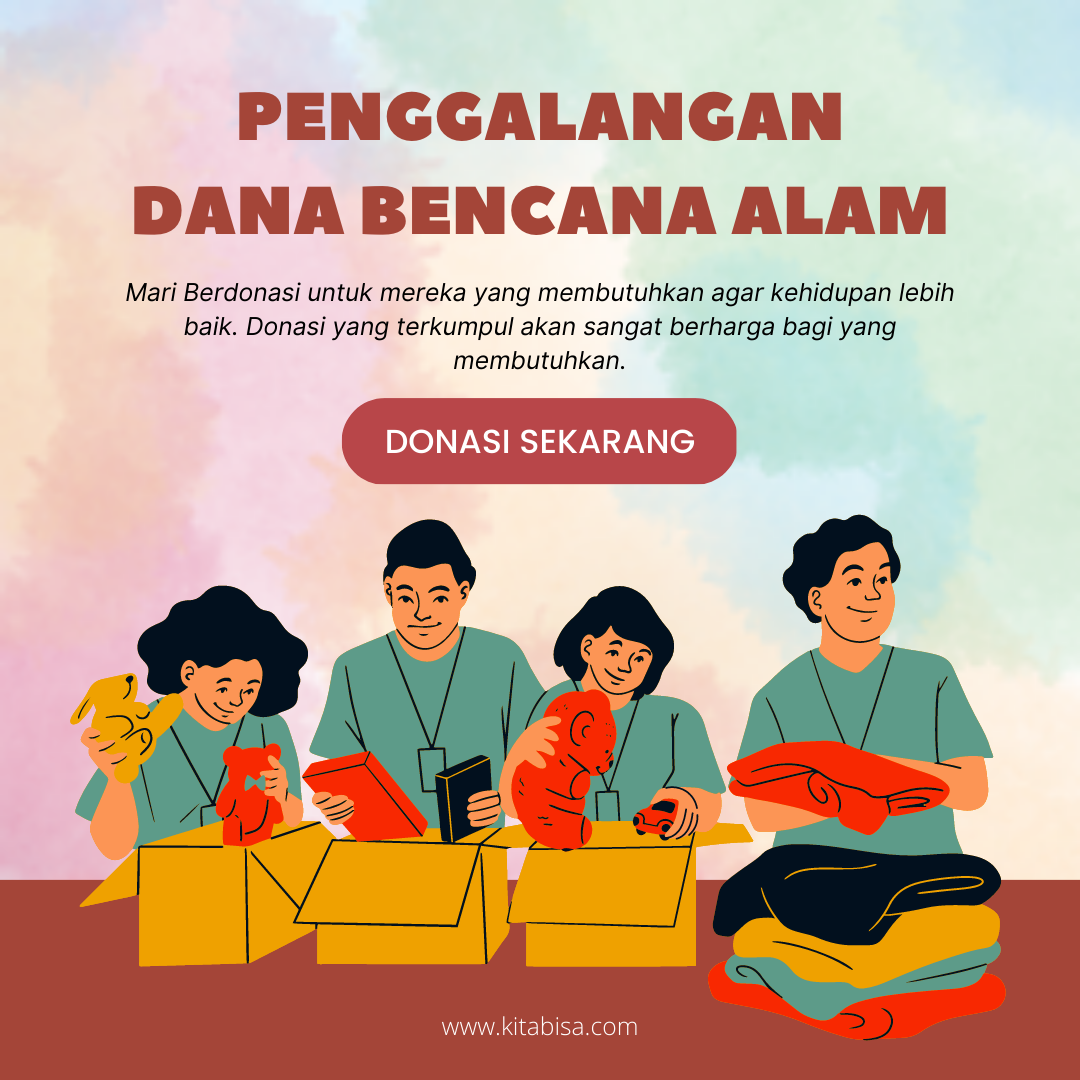 PENGGALANGAN
DANA BENCANA ALAM
Mari Berdonasi untuk mereka yang membutuhkan agar kehidupan lebih
baik. Donasi yang terkumpul akan sangat berharga bagi yang
membutuhkan.
DONASI SEKARANG
www.kitabisa.com